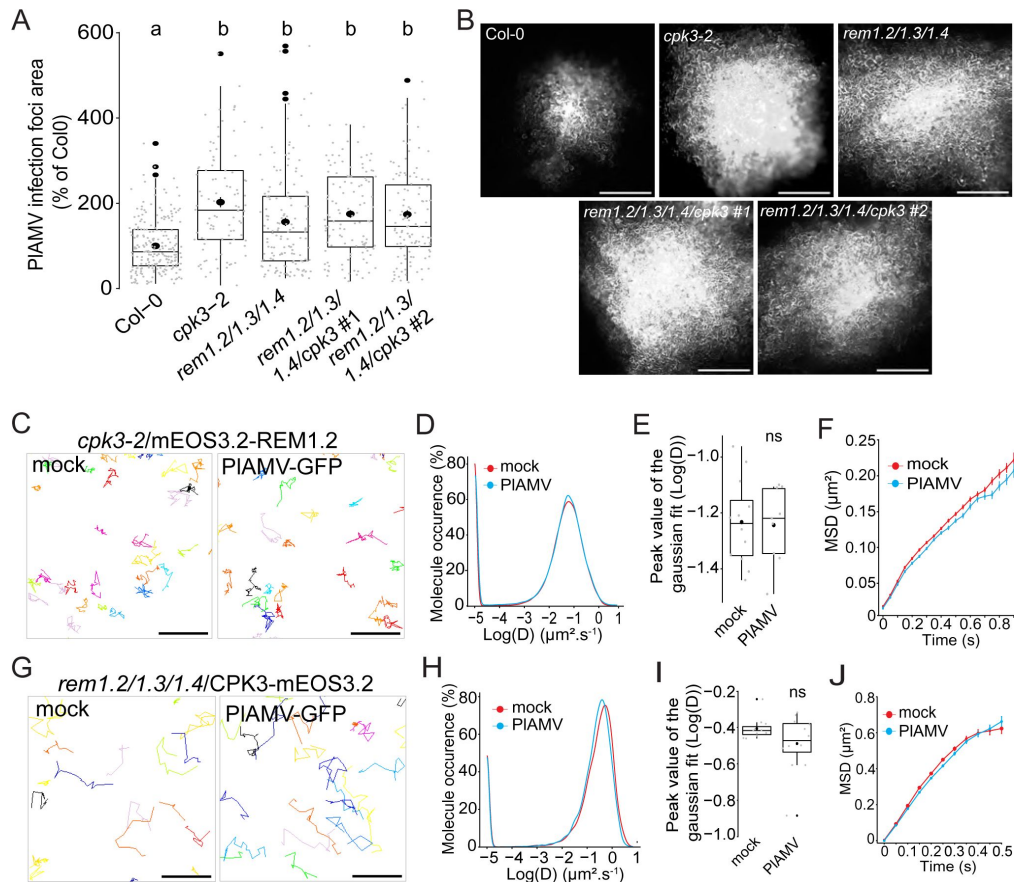 A
PlAMV infection foci area
(% of Col0)
600
400
200
0
a
b
b
b
b
Col–0
cpk3–2
rem1.2/1.3/1.4
rem1.2/1.3/
1.4/cpk3 #1
rem1.2/1.3/
1.4/cpk3 #2
B
Col-0
cpk3-2
rem1.2/1.3/1.4
rem1.2/1.3/1.4/cpk3 #1
rem1.2/1.3/1.4/cpk3 #2
C
cpk3-2/mEOS3.2-REM1.2
mock
PlAMV-GFP
D
Molecule occurence (%)
80
60
40
20
0
mock
PlAMV
−5 −4 −3 −2 −1 0 1
Log(D) (µm².s⁻¹)
E
Peak value of the
gaussian fit (Log(D))
ns
−1.0
−1.2
−1.4
mock
PlAMV
F
MSD (µm²)
0.25
0.20
0.15
0.10
0.05
0.00
mock
PlAMV
0.2 0.4 0.6 0.8
Time (s)
G
rem1.2/1.3/1.4/CPK3-mEOS3.2
mock
PlAMV-GFP
H
Molecule occurence (%)
80
60
40
20
0
mock
PlAMV
−5 −4 −3 −2 −1 0 1
Log(D) (µm².s⁻¹)
I
Peak value of the
gaussian fit (Log(D))
ns
−0.2
−0.4
−0.6
−0.8
−1.0
mock
PlAMV
J
MSD (µm²)
0.8
0.6
0.4
0.2
0
mock
PlAMV
0.1 0.2 0.3 0.4 0.5
Time (s)